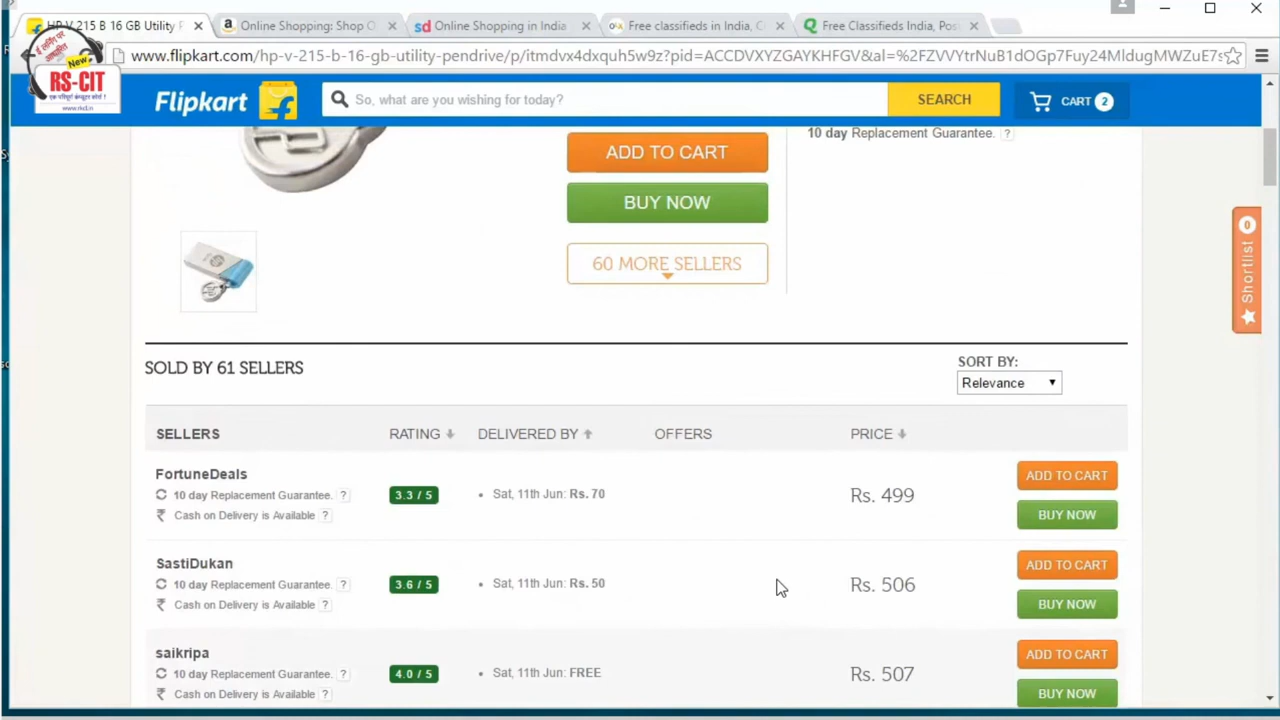 HP V 215 B 16 GB Utility P
Online Shopping: Shop O
Online Shopping in India
Free classifieds in India, C
Free Classifieds India, Pos
www.flipkart.com/hp-v-215-b-16-gb-utility-pendrive/p/itmdvx4dxquh5w9z?pid=ACCDVXYZGAYKHFGV&al=%2FZVVYtrNuB1dOGp7Fuy24MldugMWZuE7s
New
RS-CIT
www.rkcl.in
Flipkart
So, what are you wishing for today?
SEARCH
CART 2
10 day Replacement Guarantee. ?
ADD TO CART
BUY NOW
60 MORE SELLERS
0
Shortlist
SOLD BY 61 SELLERS
SORT BY:
Relevance
SELLERS RATING DELIVERED BY OFFERS PRICE
FortuneDeals
10 day Replacement Guarantee. ?
Cash on Delivery is Available ?
3.3 / 5
Sat, 11th Jun: Rs. 70
Rs. 499
ADD TO CART
BUY NOW
SastiDukan
10 day Replacement Guarantee. ?
Cash on Delivery is Available ?
3.6 / 5
Sat, 11th Jun: Rs. 50
Rs. 506
ADD TO CART
BUY NOW
saikripa
10 day Replacement Guarantee. ?
Cash on Delivery is Available ?
4.0 / 5
Sat, 11th Jun: FREE
Rs. 507
ADD TO CART
BUY NOW